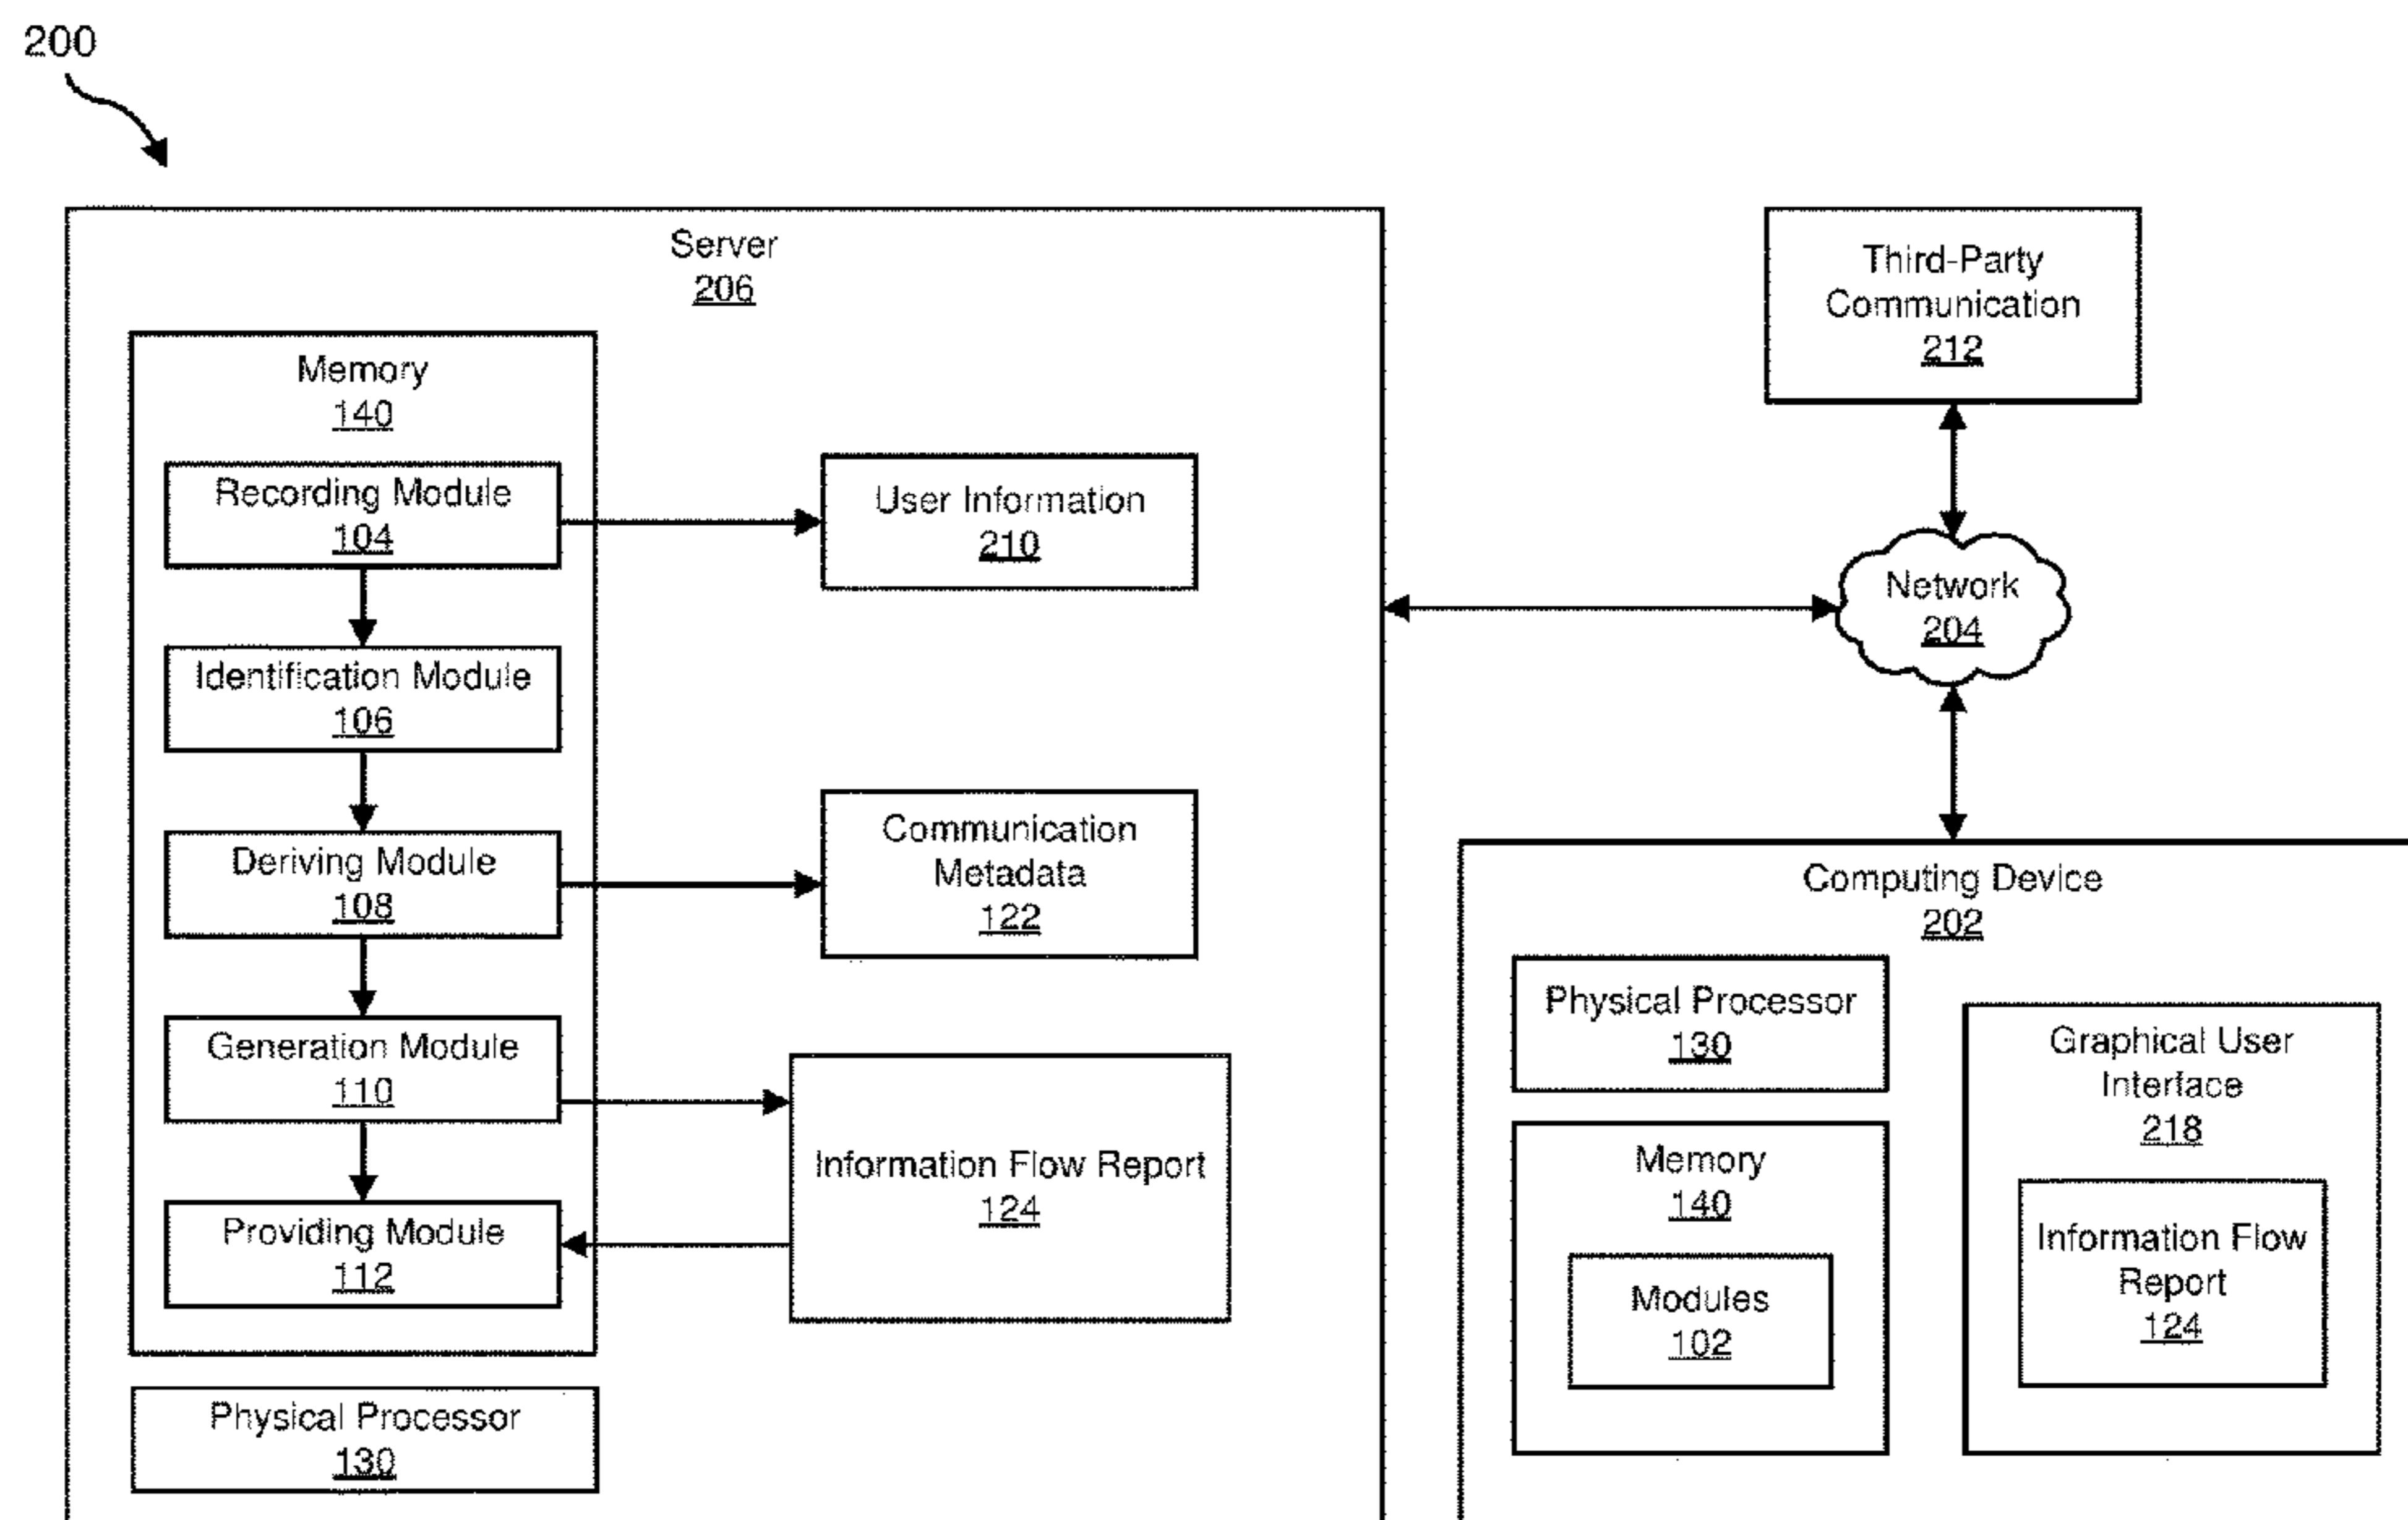 200
Server
206
Memory
140
Recording Module
104
Identification Module
106
Deriving Module
108
Generation Module
110
Providing Module
112
Physical Processor
130
User Information
210
Communication
Metadata
122
Information Flow Report
124
Third-Party
Communication
212
Network
204
Computing Device
202
Physical Processor
130
Memory
140
Modules
102
Graphical User
Interface
218
Information Flow
Report
124